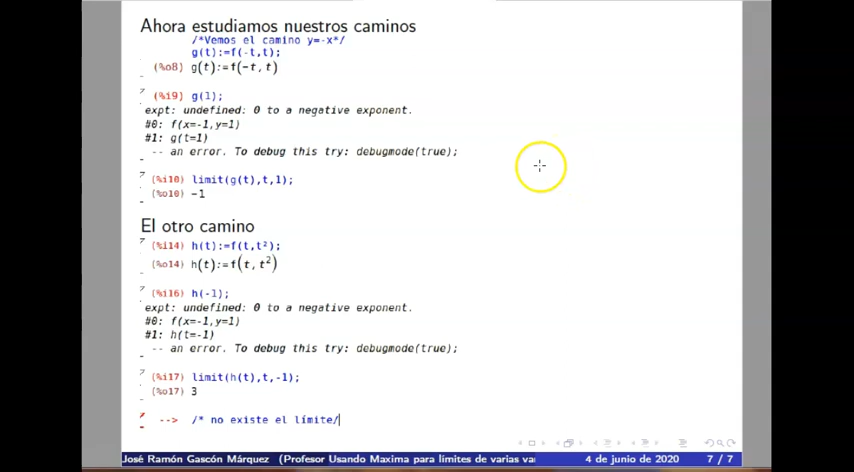 Ahora estudiamos nuestros caminos
/*Vemos el camino y=-x*/
g(t):=f(-t,t);
(%o8) g(t):=f(-t,t)
(%i9) g(1);
expt: undefined: 0 to a negative exponent.
#0: f(x=-1,y=1)
#1: g(t=1)
-- an error. To debug this try: debugmode(true);
(%i10) limit(g(t),t,1);
(%o10) -1
El otro camino
(%i14) h(t):=f(t,t²);
(%o14) h(t):=f(t,t²)
(%i16) h(-1);
expt: undefined: 0 to a negative exponent.
#0: f(x=-1,y=1)
#1: h(t=-1)
-- an error. To debug this try: debugmode(true);
(%i17) limit(h(t),t,-1);
(%o17) 3
--> /* no existe el límite/
José Ramón Gascón Márquez (Profesor Usando Maxima para límites de varias var 4 de junio de 2020 7 / 7